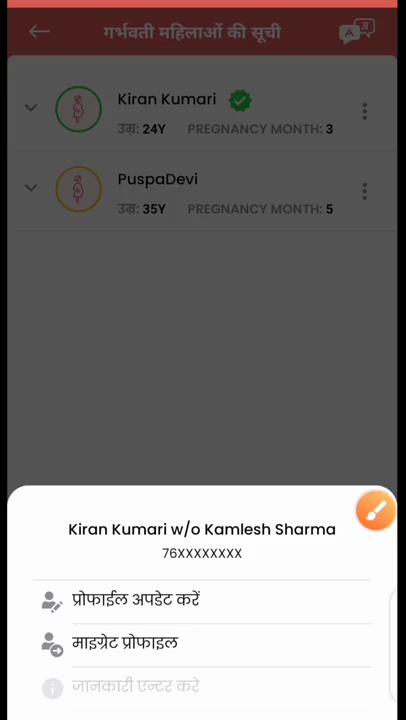 गर्भवती महिलाओं की सूची
A अ
Kiran Kumari
उम्र: 24Y PREGNANCY MONTH: 3
PuspaDevi
उम्र: 35Y PREGNANCY MONTH: 5
Kiran Kumari w/o Kamlesh Sharma
76XXXXXXXX
प्रोफाईल अपडेट करें
माइग्रेट प्रोफाइल
जानकारी एन्टर करे